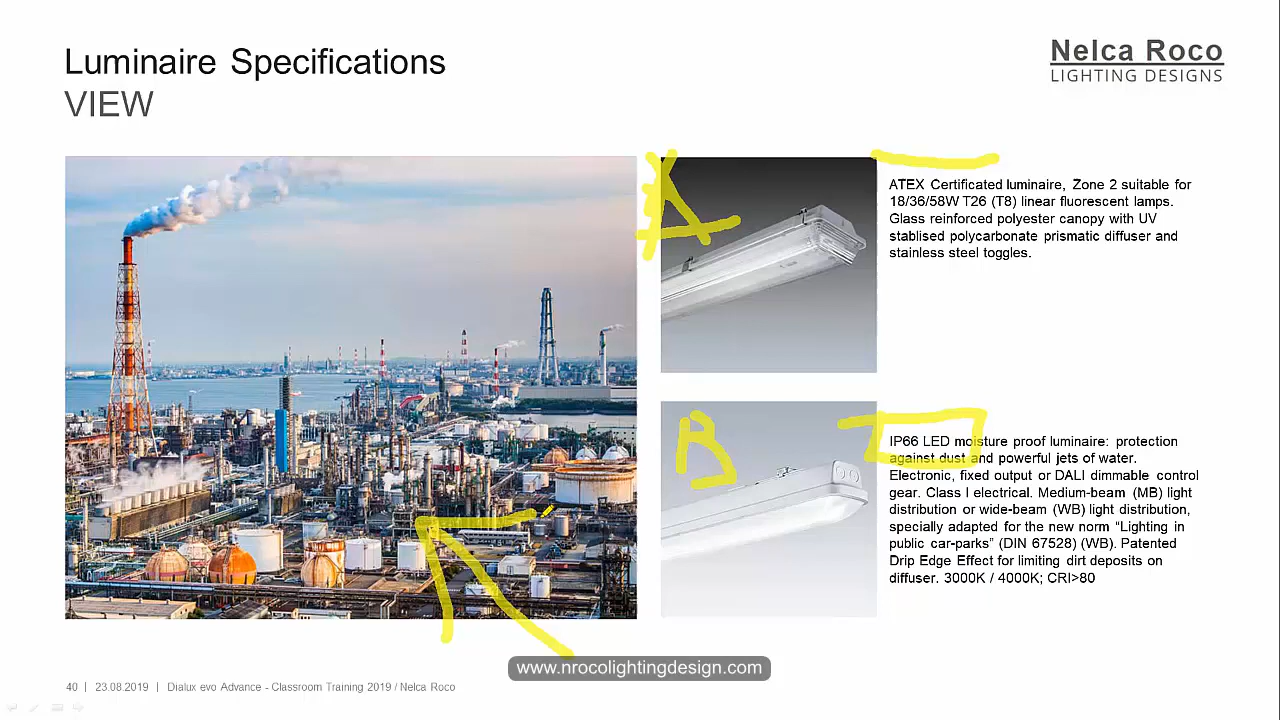 Luminaire Specifications
VIEW
Nelca Roco
LIGHTING DESIGNS
A
ATEX Certificated luminaire, Zone 2 suitable for
18/36/58W T26 (T8) linear fluorescent lamps.
Glass reinforced polyester canopy with UV
stablised polycarbonate prismatic diffuser and
stainless steel toggles.
B
IP66 LED moisture proof luminaire: protection
against dust and powerful jets of water.
Electronic, fixed output or DALI dimmable control
gear. Class I electrical. Medium-beam (MB) light
distribution or wide-beam (WB) light distribution,
specially adapted for the new norm “Lighting in
public car-parks” (DIN 67528) (WB). Patented
Drip Edge Effect for limiting dirt deposits on
diffuser. 3000K / 4000K; CRI>80
www.nrocolightingdesign.com
40 | 23.08.2019 | Dialux evo Advance - Classroom Training 2019 / Nelca Roco